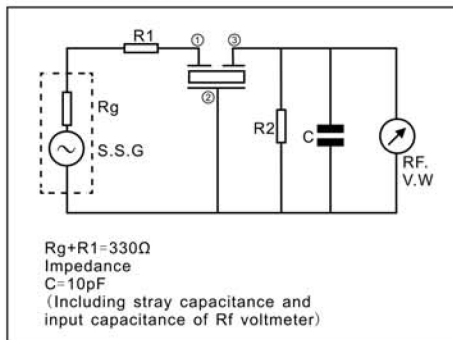 R1
① ③
Rg
②
R2
C
S.S.G
RF.
V.W
Rg+R1=330Ω
Impedance
C=10pF
(Including stray capacitance and
input capacitance of Rf voltmeter)